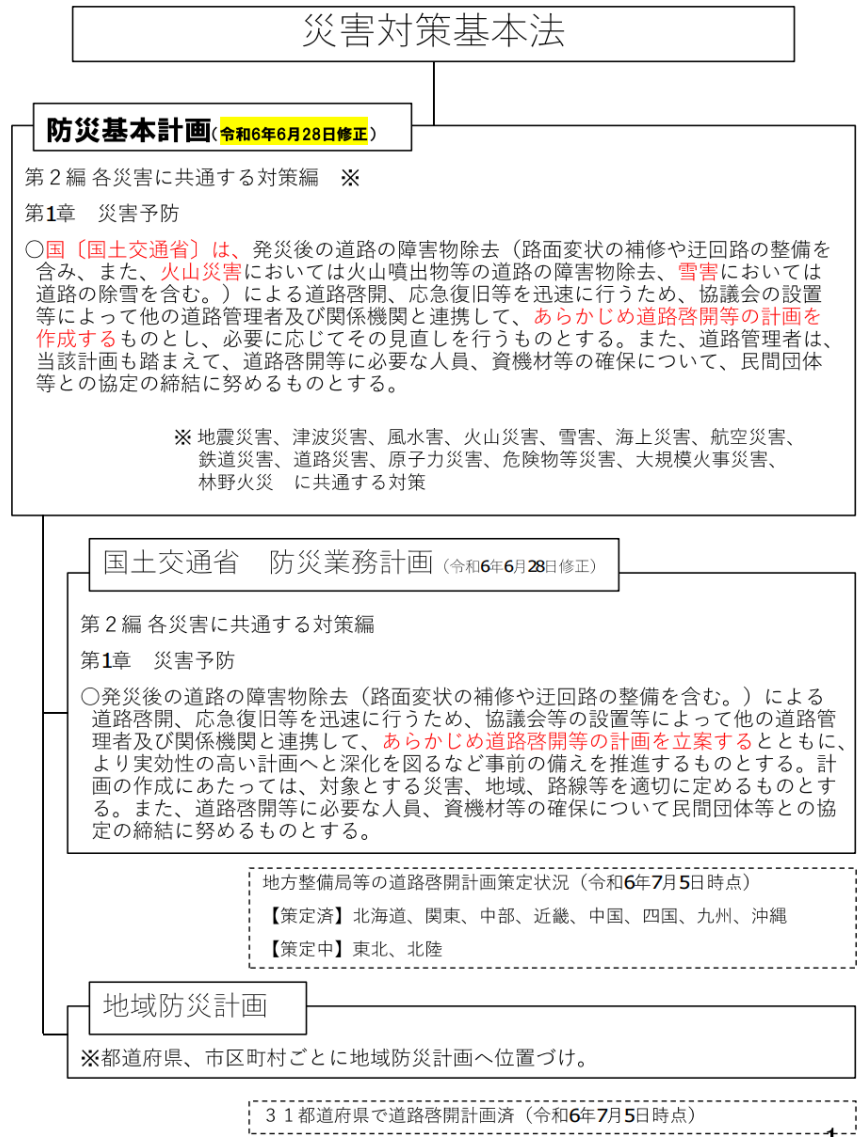 災害対策基本法
防災基本計画(令和6年6月28日修正)
第２編 各災害に共通する対策編　※
第1章　災害予防
○国〔国土交通省〕は、発災後の道路の障害物除去（路面変状の補修や迂回路の整備を
含み、また、火山災害においては火山噴出物等の道路の障害物除去、雪害においては
道路の除雪を含む。）による道路啓開、応急復旧等を迅速に行うため、協議会の設置
等によって他の道路管理者及び関係機関と連携して、あらかじめ道路啓開等の計画を
作成するものとし、必要に応じてその見直しを行うものとする。また、道路管理者は、
当該計画も踏まえて、道路啓開等に必要な人員、資機材等の確保について、民間団体
等との協定の締結に努めるものとする。
※ 地震災害、津波災害、風水害、火山災害、雪害、海上災害、航空災害、
鉄道災害、道路災害、原子力災害、危険物等災害、大規模火事災害、
林野火災　に共通する対策
国土交通省　防災業務計画（令和6年6月28日修正）
第２編 各災害に共通する対策編
第1章　災害予防
○発災後の道路の障害物除去（路面変状の補修や迂回路の整備を含む。）による
道路啓開、応急復旧等を迅速に行うため、協議会等の設置等によって他の道路管
理者及び関係機関と連携して、あらかじめ道路啓開等の計画を立案するとともに、
より実効性の高い計画へと深化を図るなど事前の備えを推進するものとする。計
画の作成にあたっては、対象とする災害、地域、路線等を適切に定めるものとす
る。また、道路啓開等に必要な人員、資機材等の確保について民間団体等との協
定の締結に努めるものとする。
地方整備局等の道路啓開計画策定状況（令和6年7月5日時点）
【策定済】北海道、関東、中部、近畿、中国、四国、九州、沖縄
【策定中】東北、北陸
地域防災計画
※都道府県、市区町村ごとに地域防災計画へ位置づけ。
３１都道府県で道路啓開計画済（令和6年7月5日時点）
1